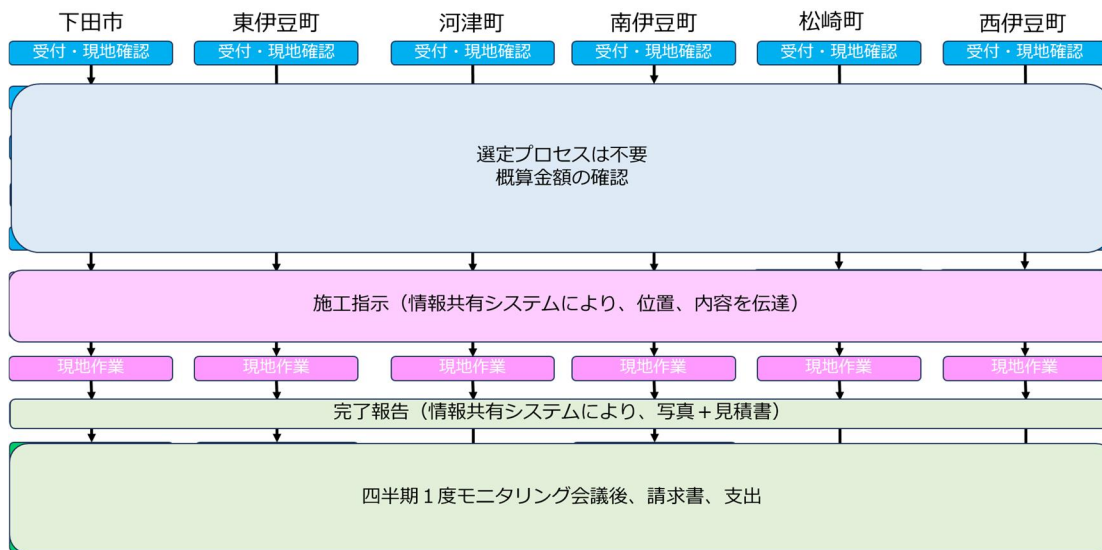 下田市
東伊豆町
河津町
南伊豆町
松崎町
西伊豆町
受付・現地確認
受付・現地確認
受付・現地確認
受付・現地確認
受付・現地確認
受付・現地確認
選定プロセスは不要
概算金額の確認
施工指示（情報共有システムにより、位置、内容を伝達）
現地作業
現地作業
現地作業
現地作業
現地作業
現地作業
完了報告（情報共有システムにより、写真＋見積書）
四半期１度モニタリング会議後、請求書、支出